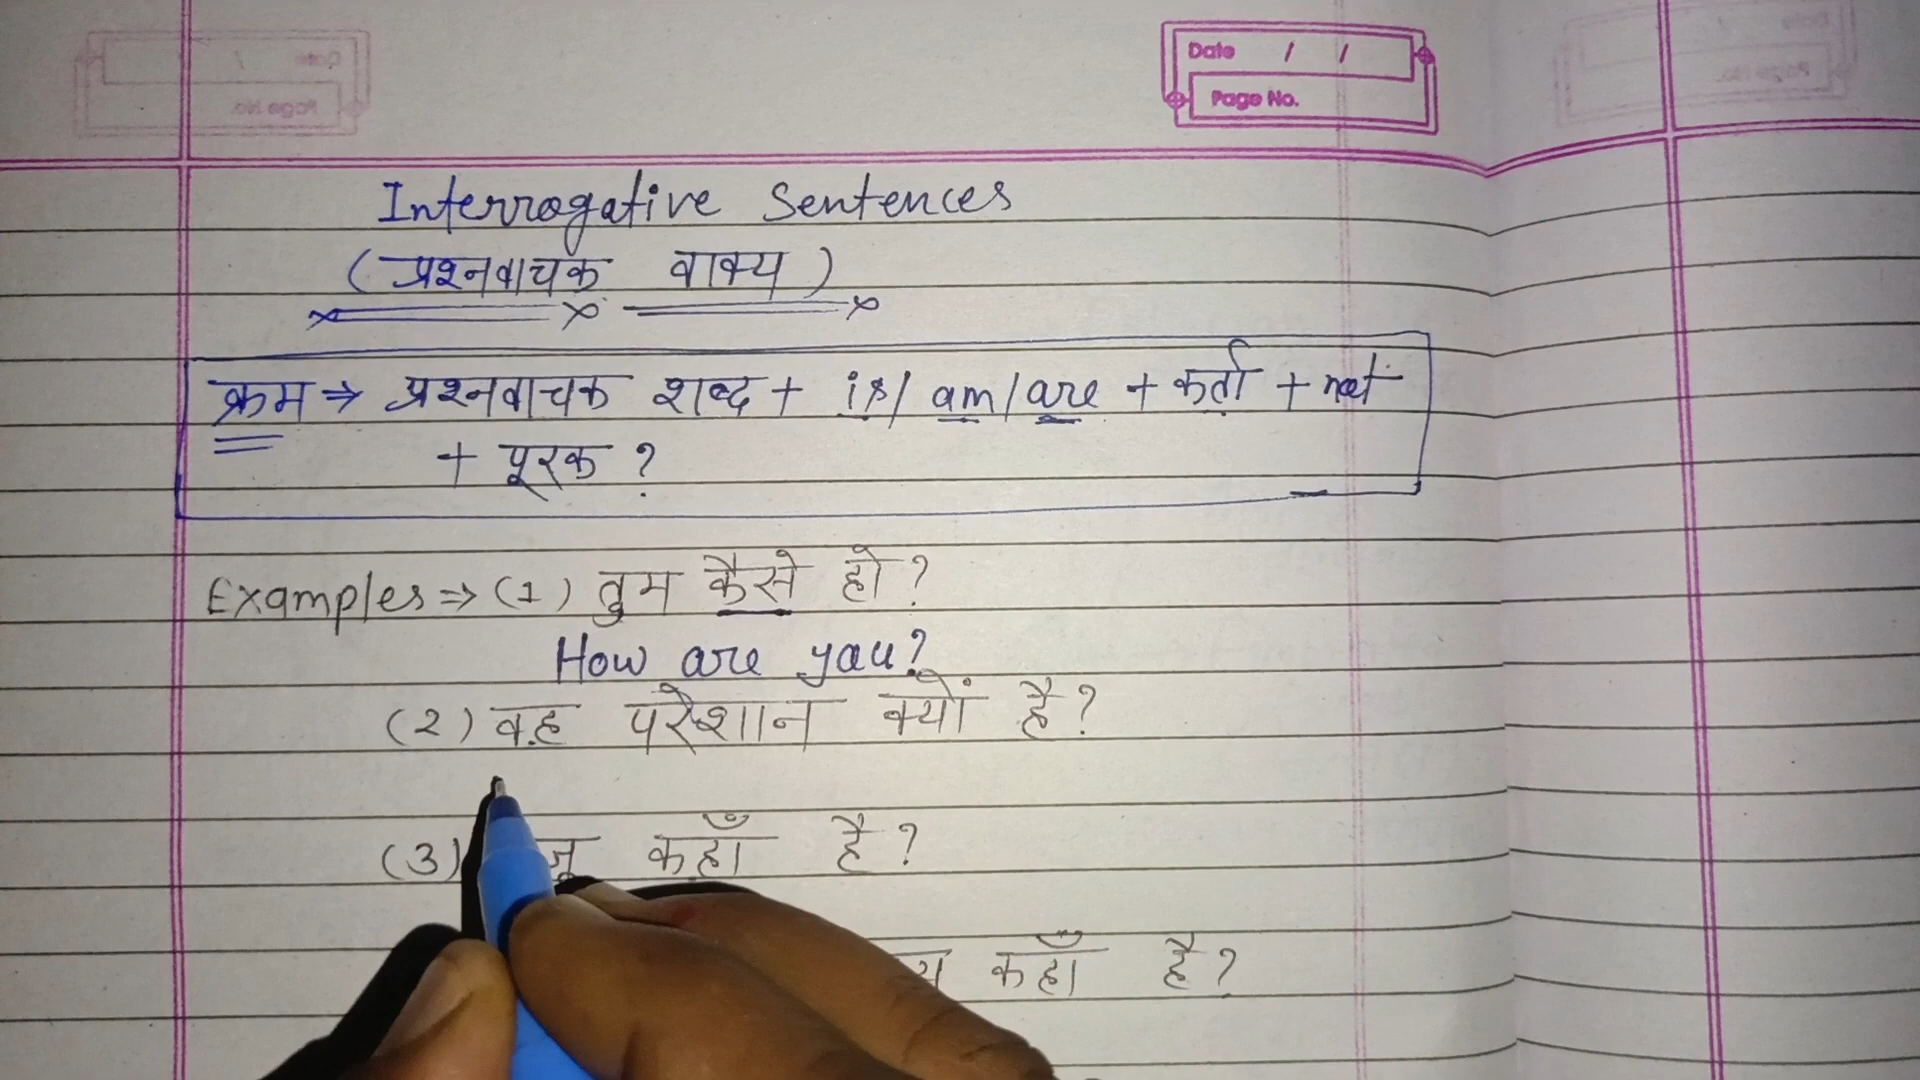 Date / /
Page No.
Interrogative Sentences
(प्रश्नवाचक वाक्य)
क्रम ⇒ प्रश्नवाचक शब्द + is/ am/are + कर्ता + not
+ पूरक ?
Examples ⇒ (1) तुम कैसे हो ?
How are you?
(2) वह परेशान क्यों है ?
(3) कहाँ है ?
कहाँ है ?